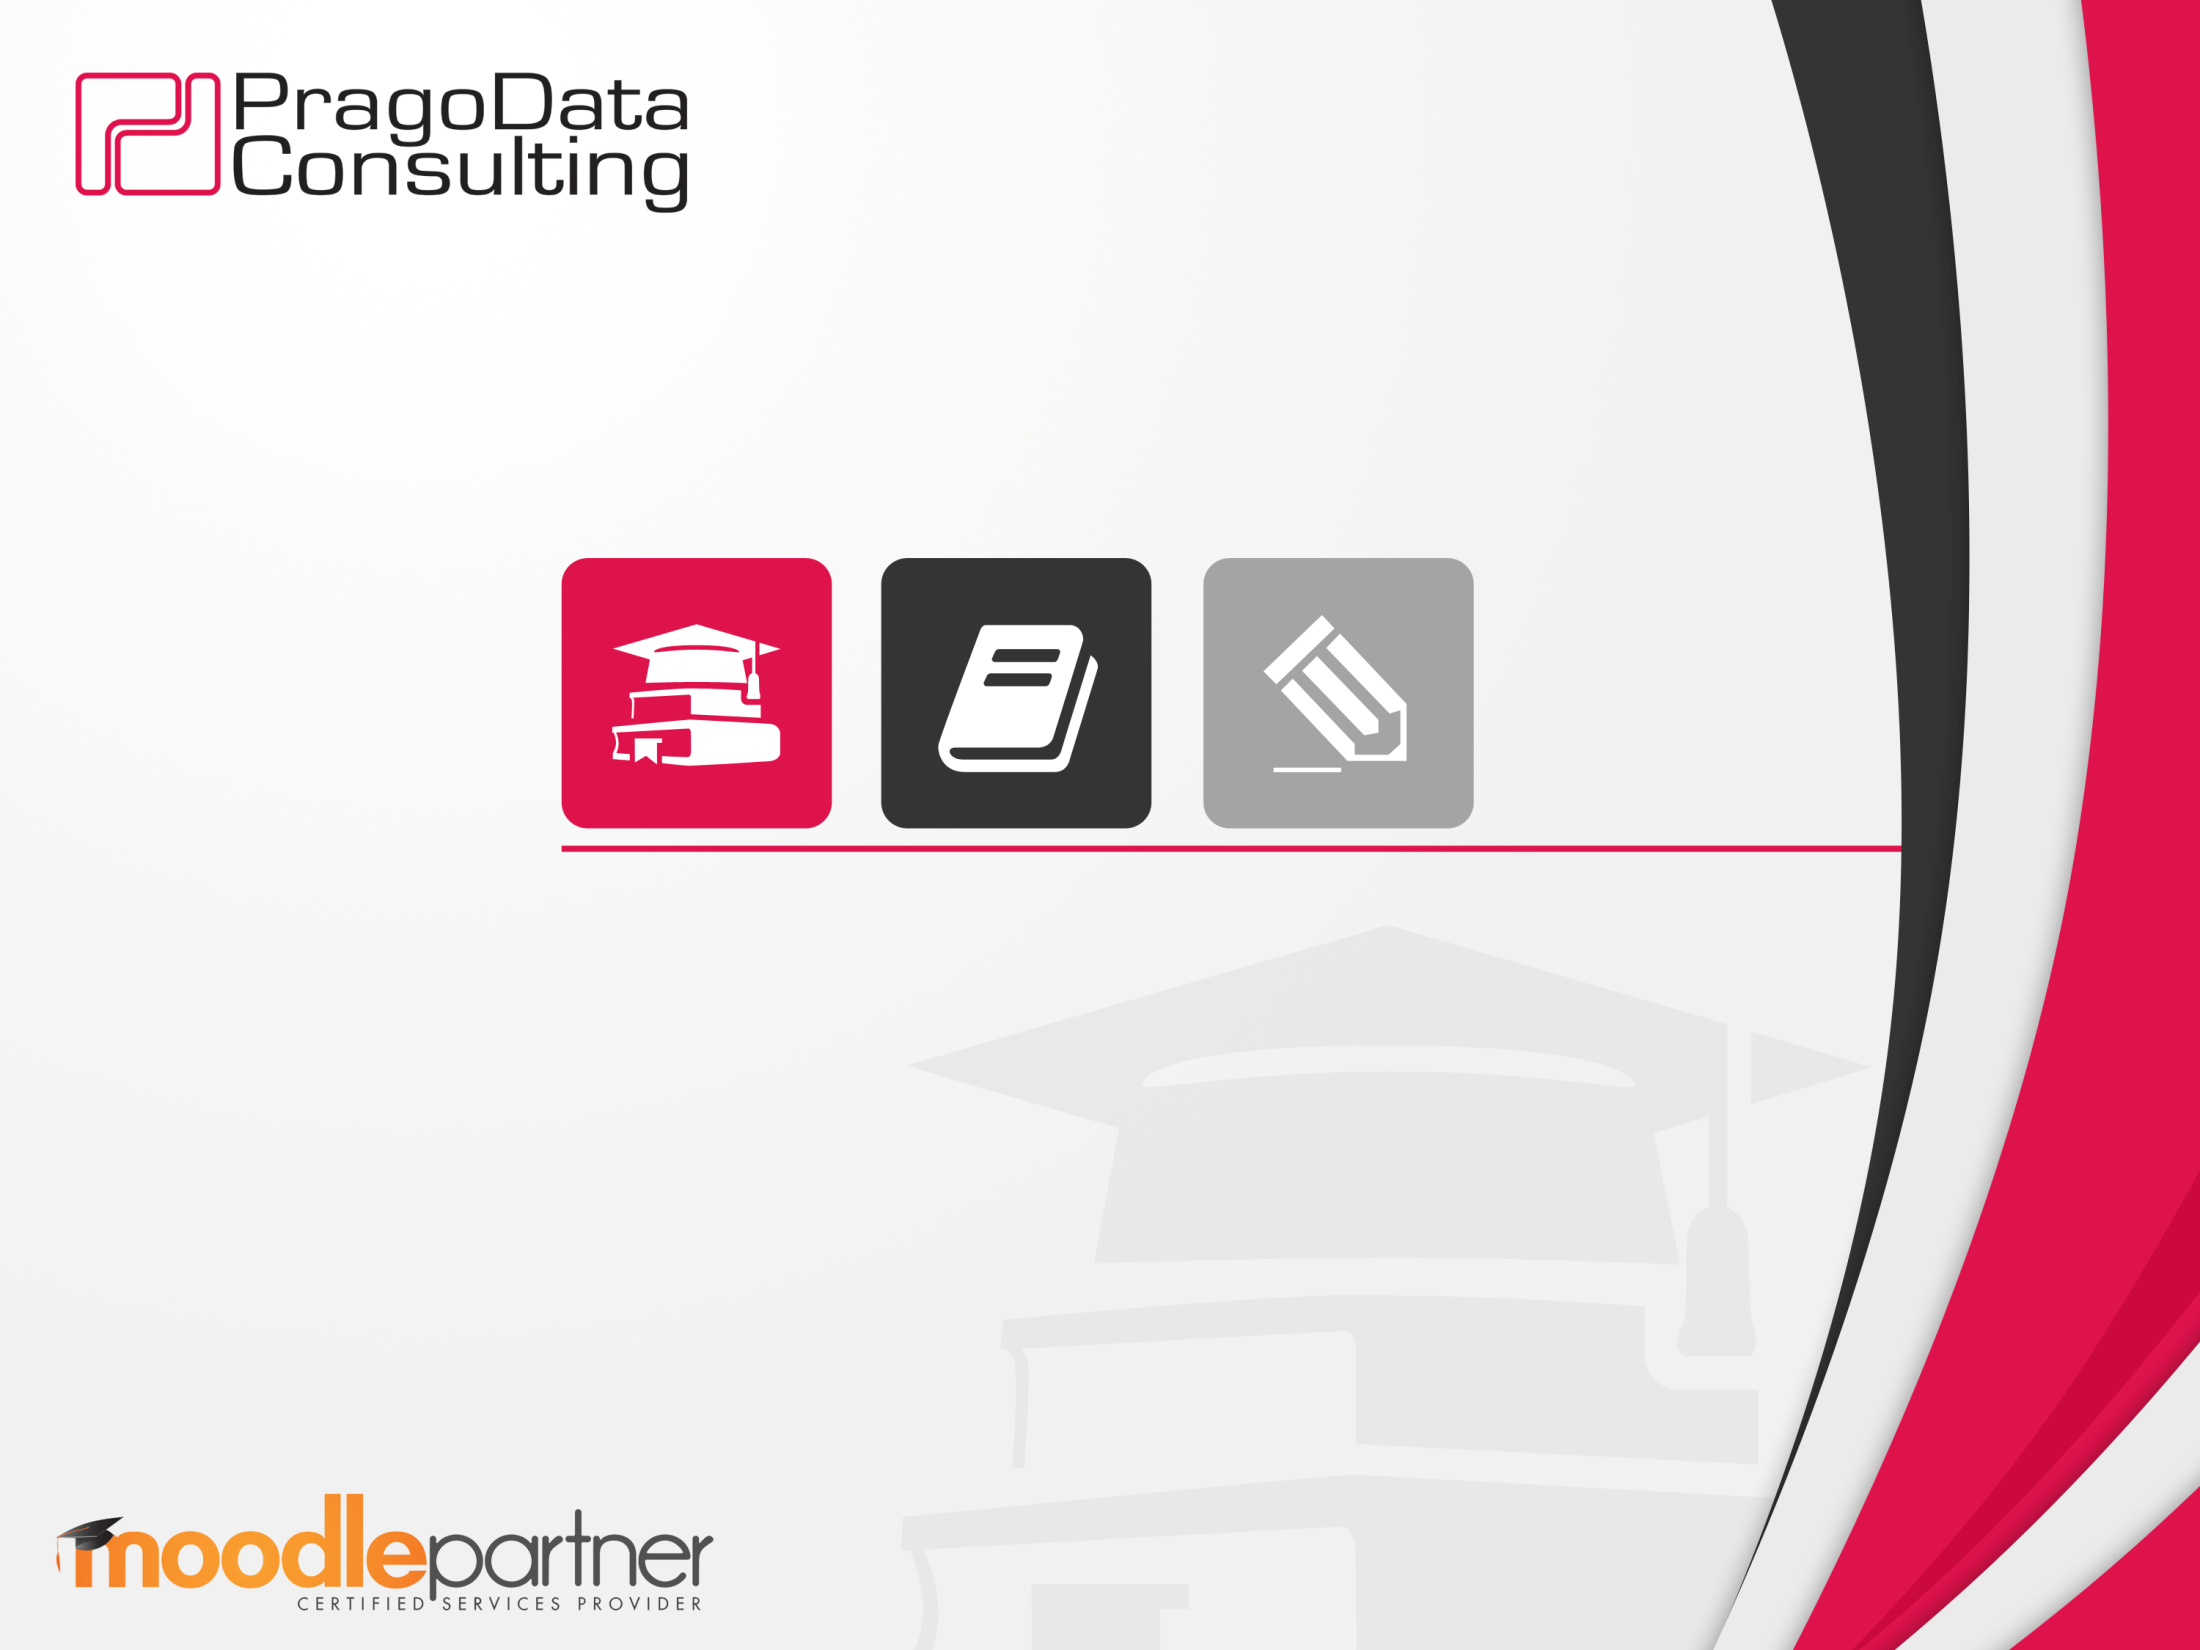 PragoData
Consulting
moodlepartner
CERTIFIED SERVICES PROVIDER